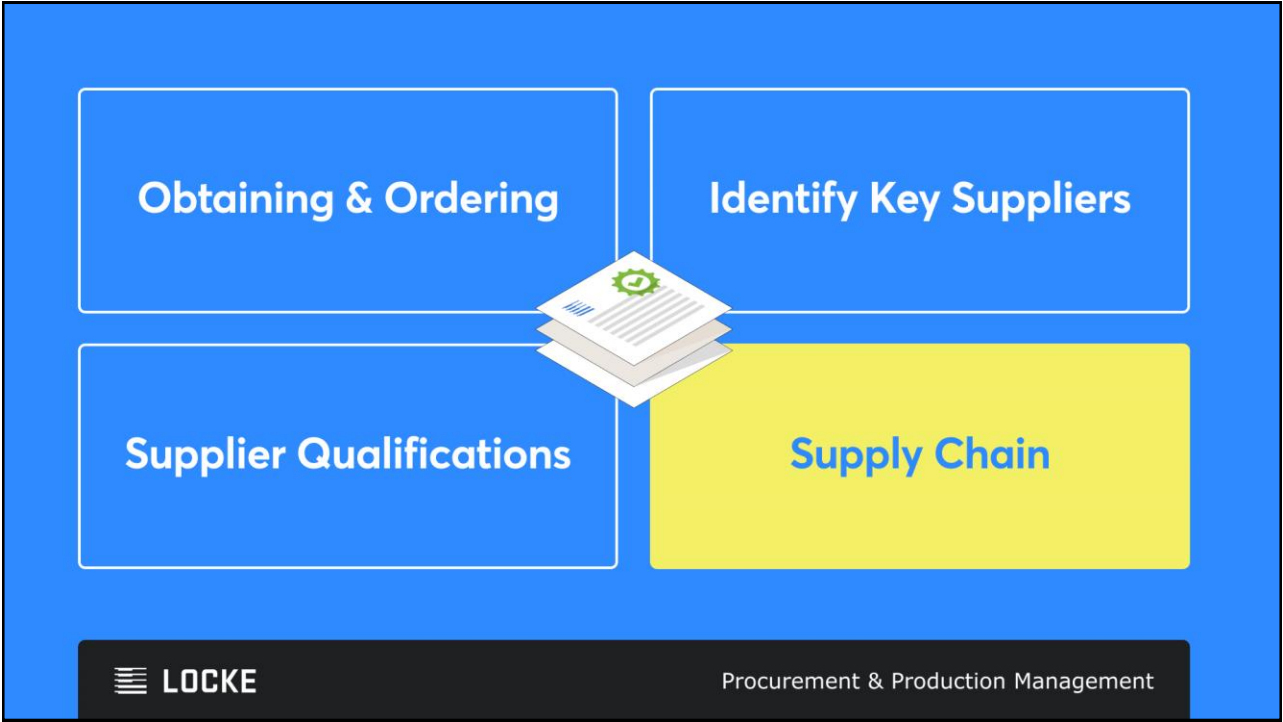 Obtaining & Ordering
Identify Key Suppliers
Supplier Qualifications
Supply Chain
LOCKE
Procurement & Production Management